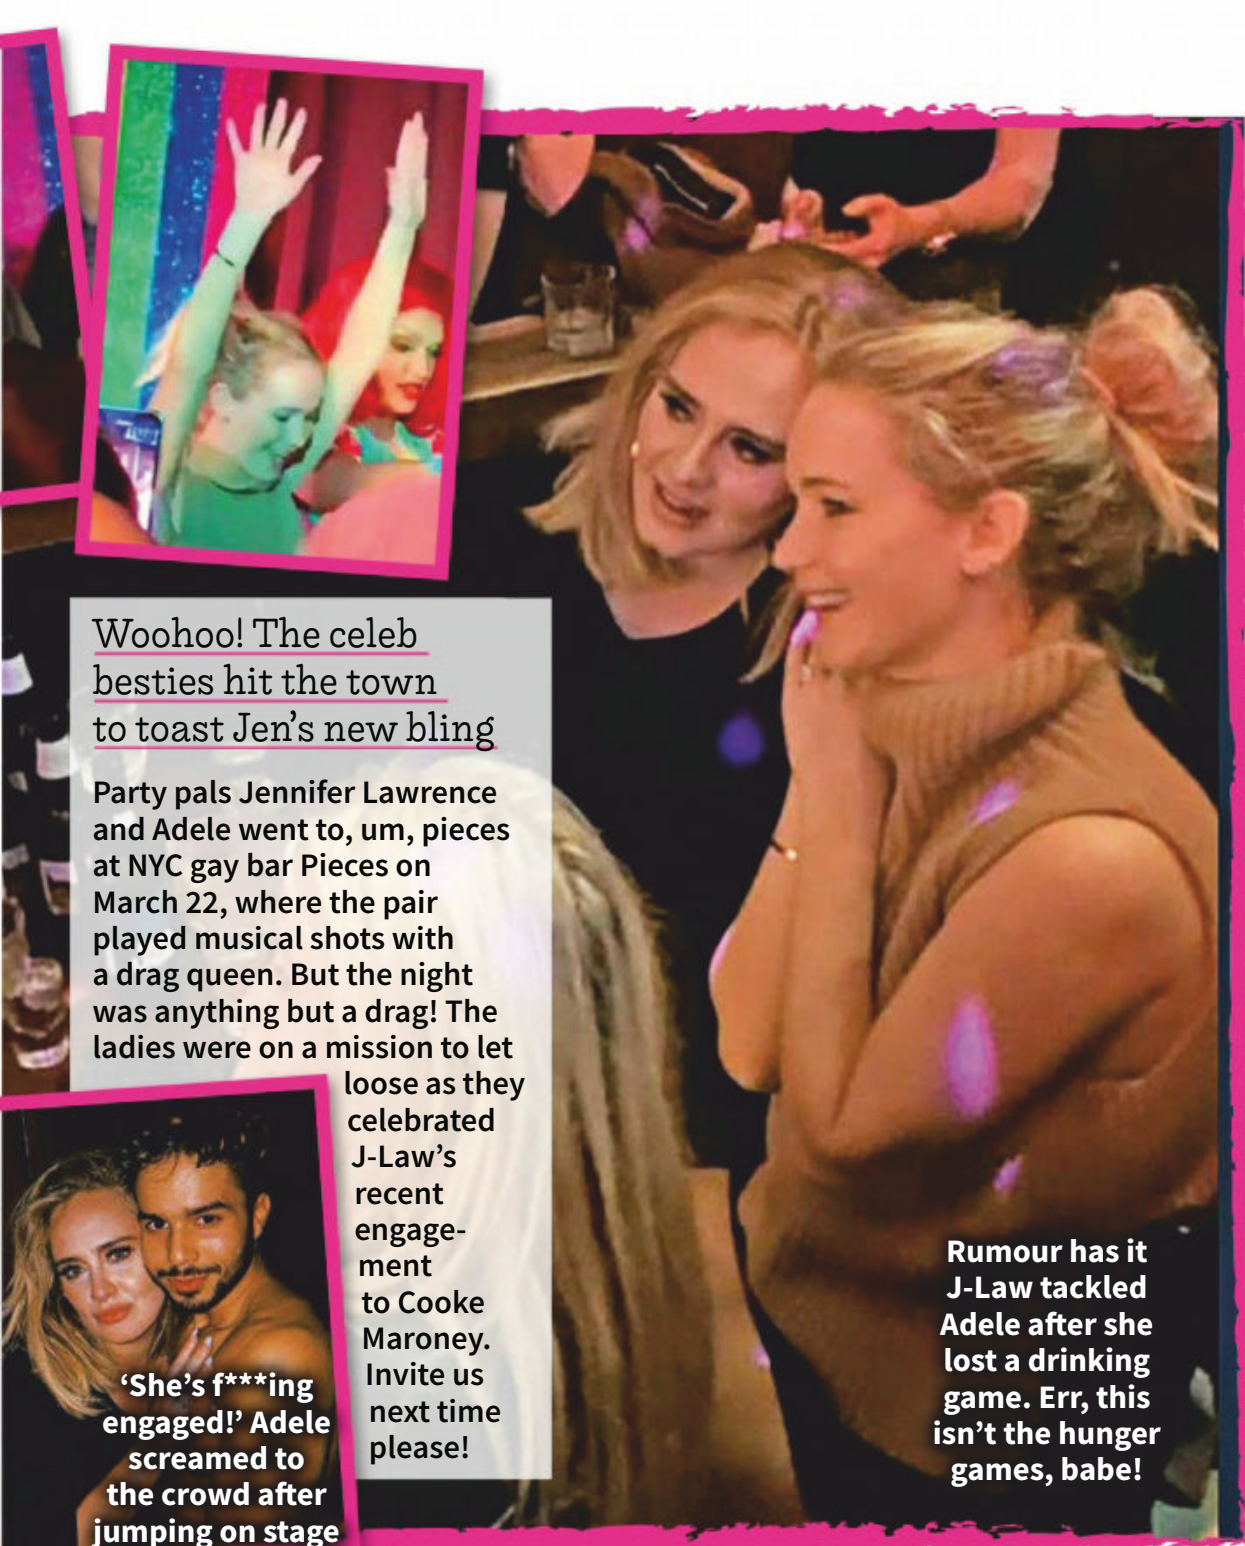 Woohoo! The celeb
besties hit the town
to toast Jen's new bling
Party pals Jennifer Lawrence
and Adele went to, um, pieces
at NYC gay bar Pieces on
March 22, where the pair
played musical shots with
a drag queen. But the night
was anything but a drag! The
ladies were on a mission to let
loose as they
celebrated
J-Law's
recent
engage-
ment
to Cooke
Maroney.
Invite us
next time
please!
'She's f***ing
engaged!' Adele
screamed to
the crowd after
jumping on stage
Rumour has it
J-Law tackled
Adele after she
lost a drinking
game. Err, this
isn't the hunger
games, babe!